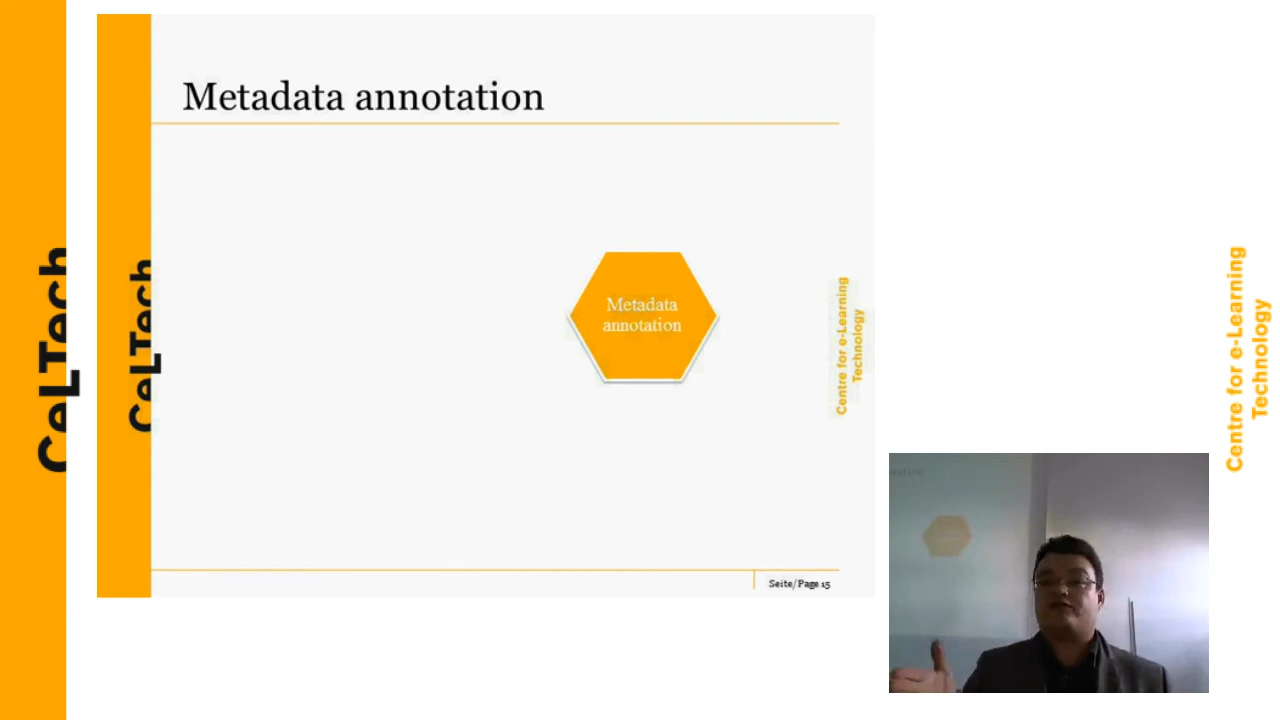 Metadata annotation
Metadata
annotation
CeLTech
CeLTech
Centre for e-Learning
Technology
Centre for e-Learning
Technology
Seite/Page 15